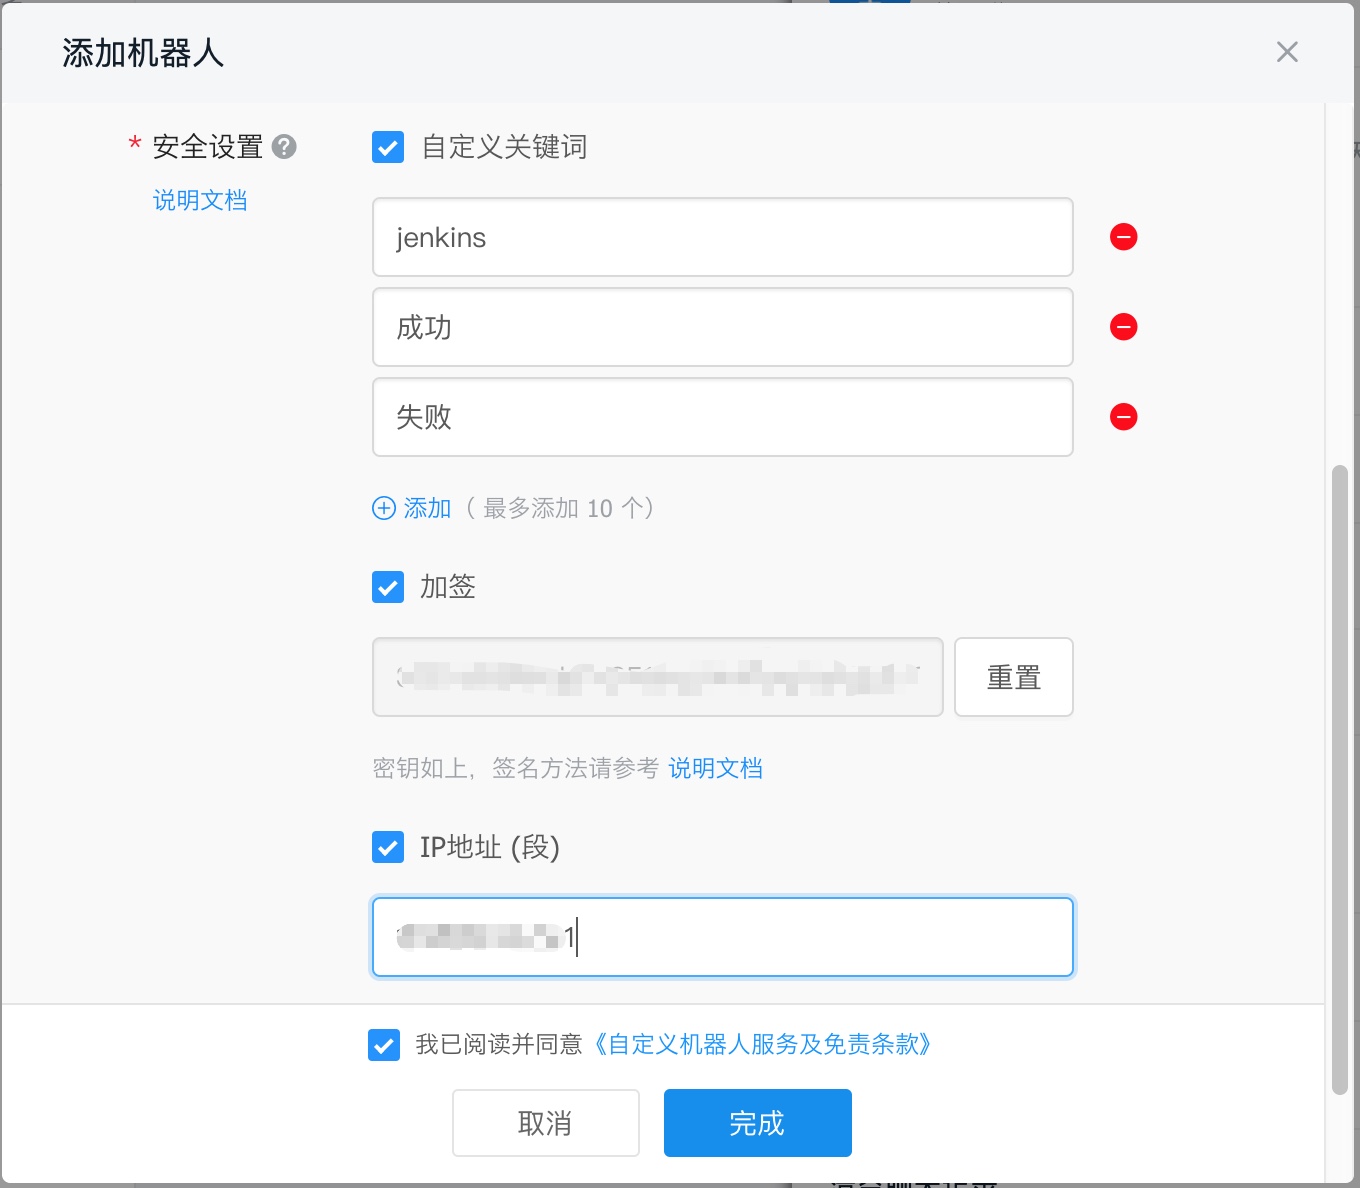 添加机器人
* 安全设置
自定义关键词
说明文档
jenkins
成功
失败
添加（ 最多添加 10 个）
加签
重置
密钥如上，签名方法请参考 说明文档
IP地址 (段)
1
我已阅读并同意《自定义机器人服务及免责条款》
取消
完成